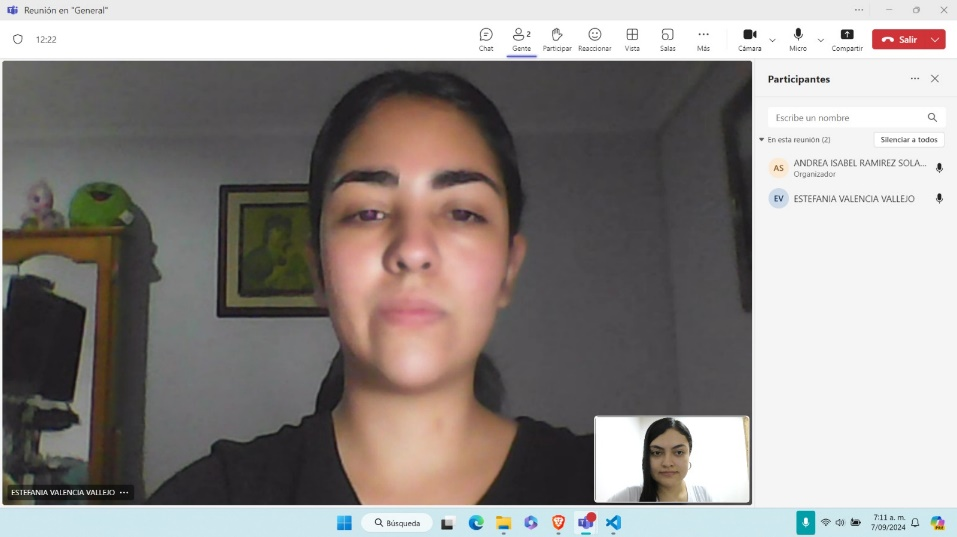 Reunión en "General"
12:22
Chat
Gente
2
Participar
Reaccionar
Vista
Salas
Más
Cámara
Micro
Compartir
Salir
Participantes
Escribe un nombre
En esta reunión (2)
Silenciar a todos
AS
ANDREA ISABEL RAMIREZ SOLA...
Organizador
EV
ESTEFANIA VALENCIA VALLEJO
ESTEFANIA VALENCIA VALLEJO
Búsqueda
7:11 a. m.
7/09/2024